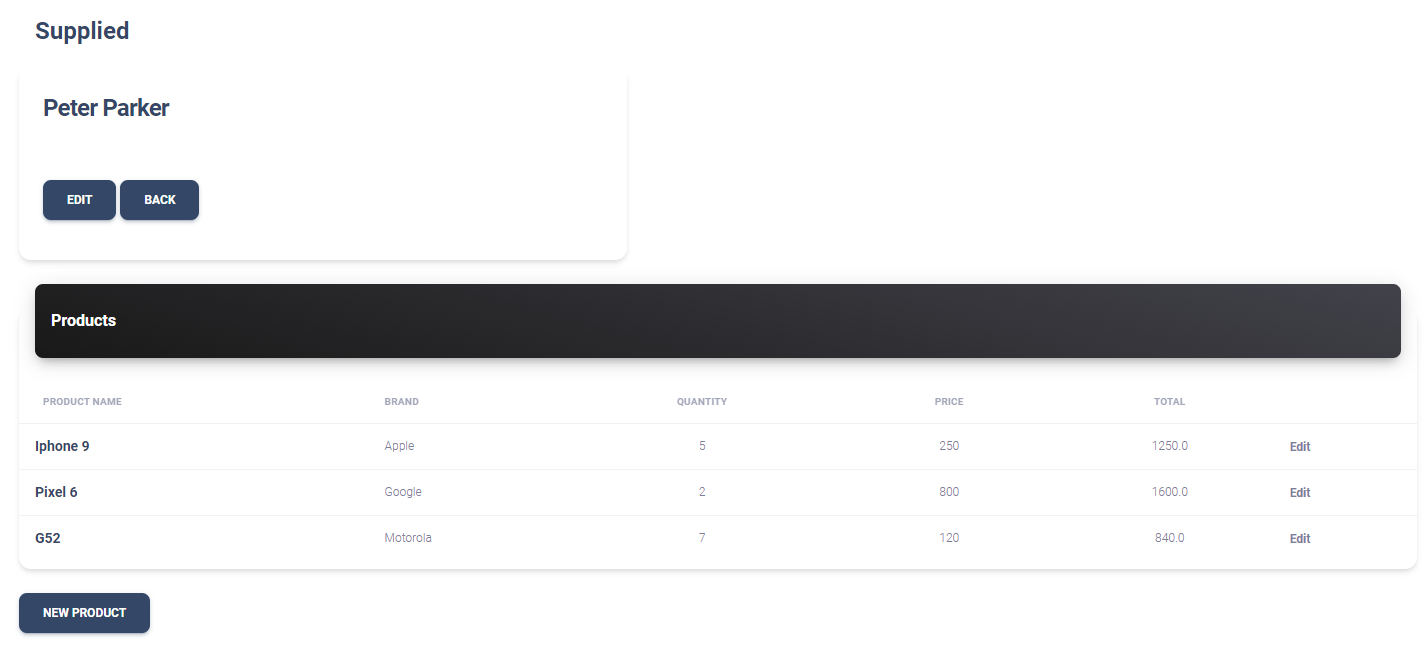 Supplied
Peter Parker
EDIT BACK
Products
PRODUCT NAME BRAND QUANTITY PRICE TOTAL
Iphone 9 Apple 5 250 1250.0 Edit
Pixel 6 Google 2 800 1600.0 Edit
G52 Motorola 7 120 840.0 Edit
NEW PRODUCT